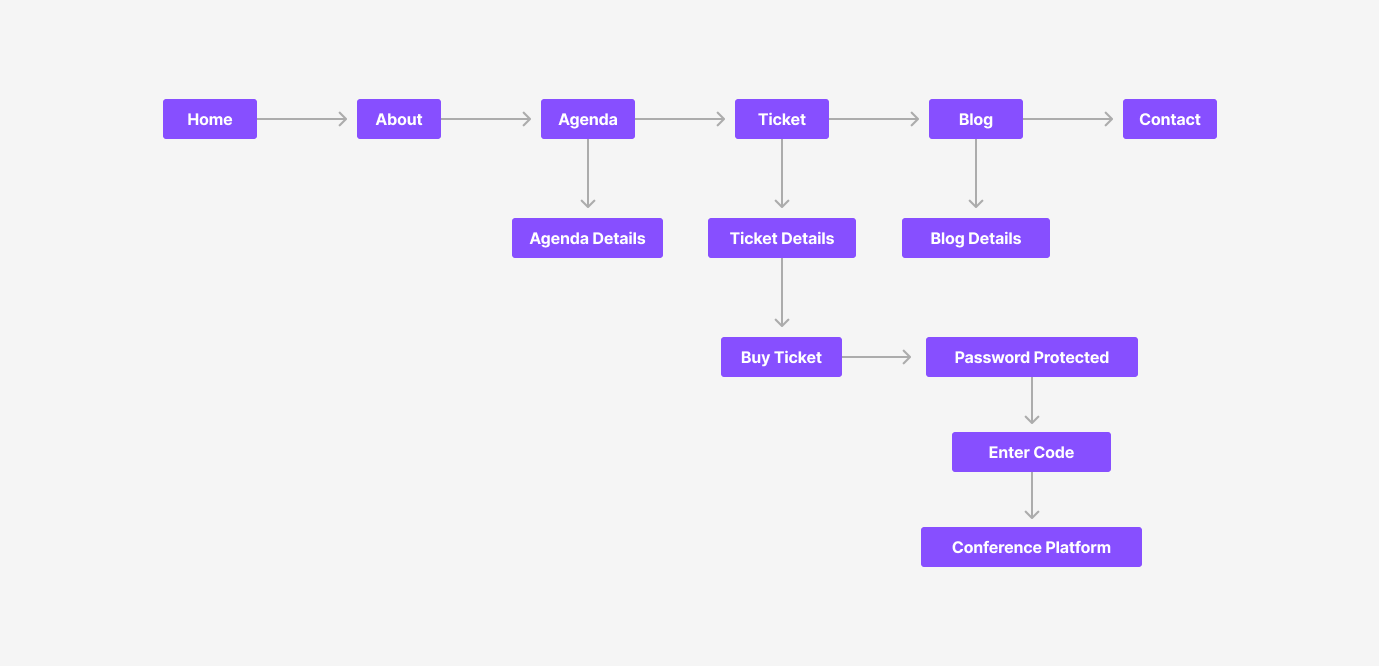 Home
About
Agenda
Ticket
Blog
Contact
Agenda Details
Ticket Details
Blog Details
Buy Ticket
Password Protected
Enter Code
Conference Platform